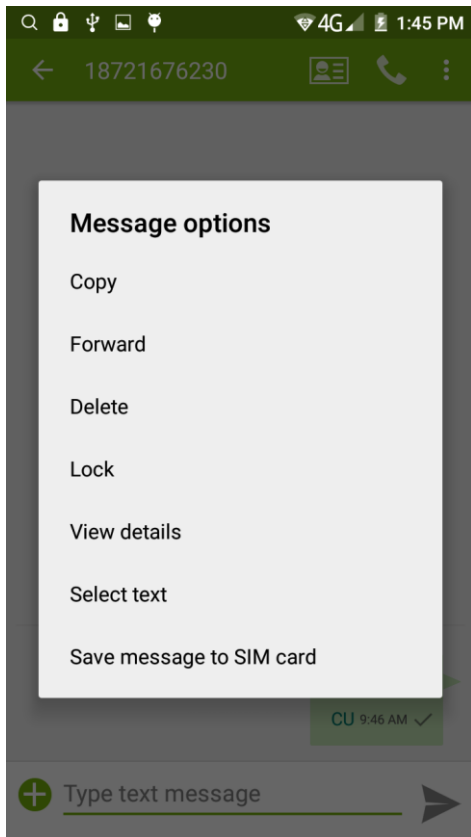 4G 1:45 PM
18721676230
Message options
Copy
Forward
Delete
Lock
View details
Select text
Save message to SIM card
CU 9:46 AM
Type text message